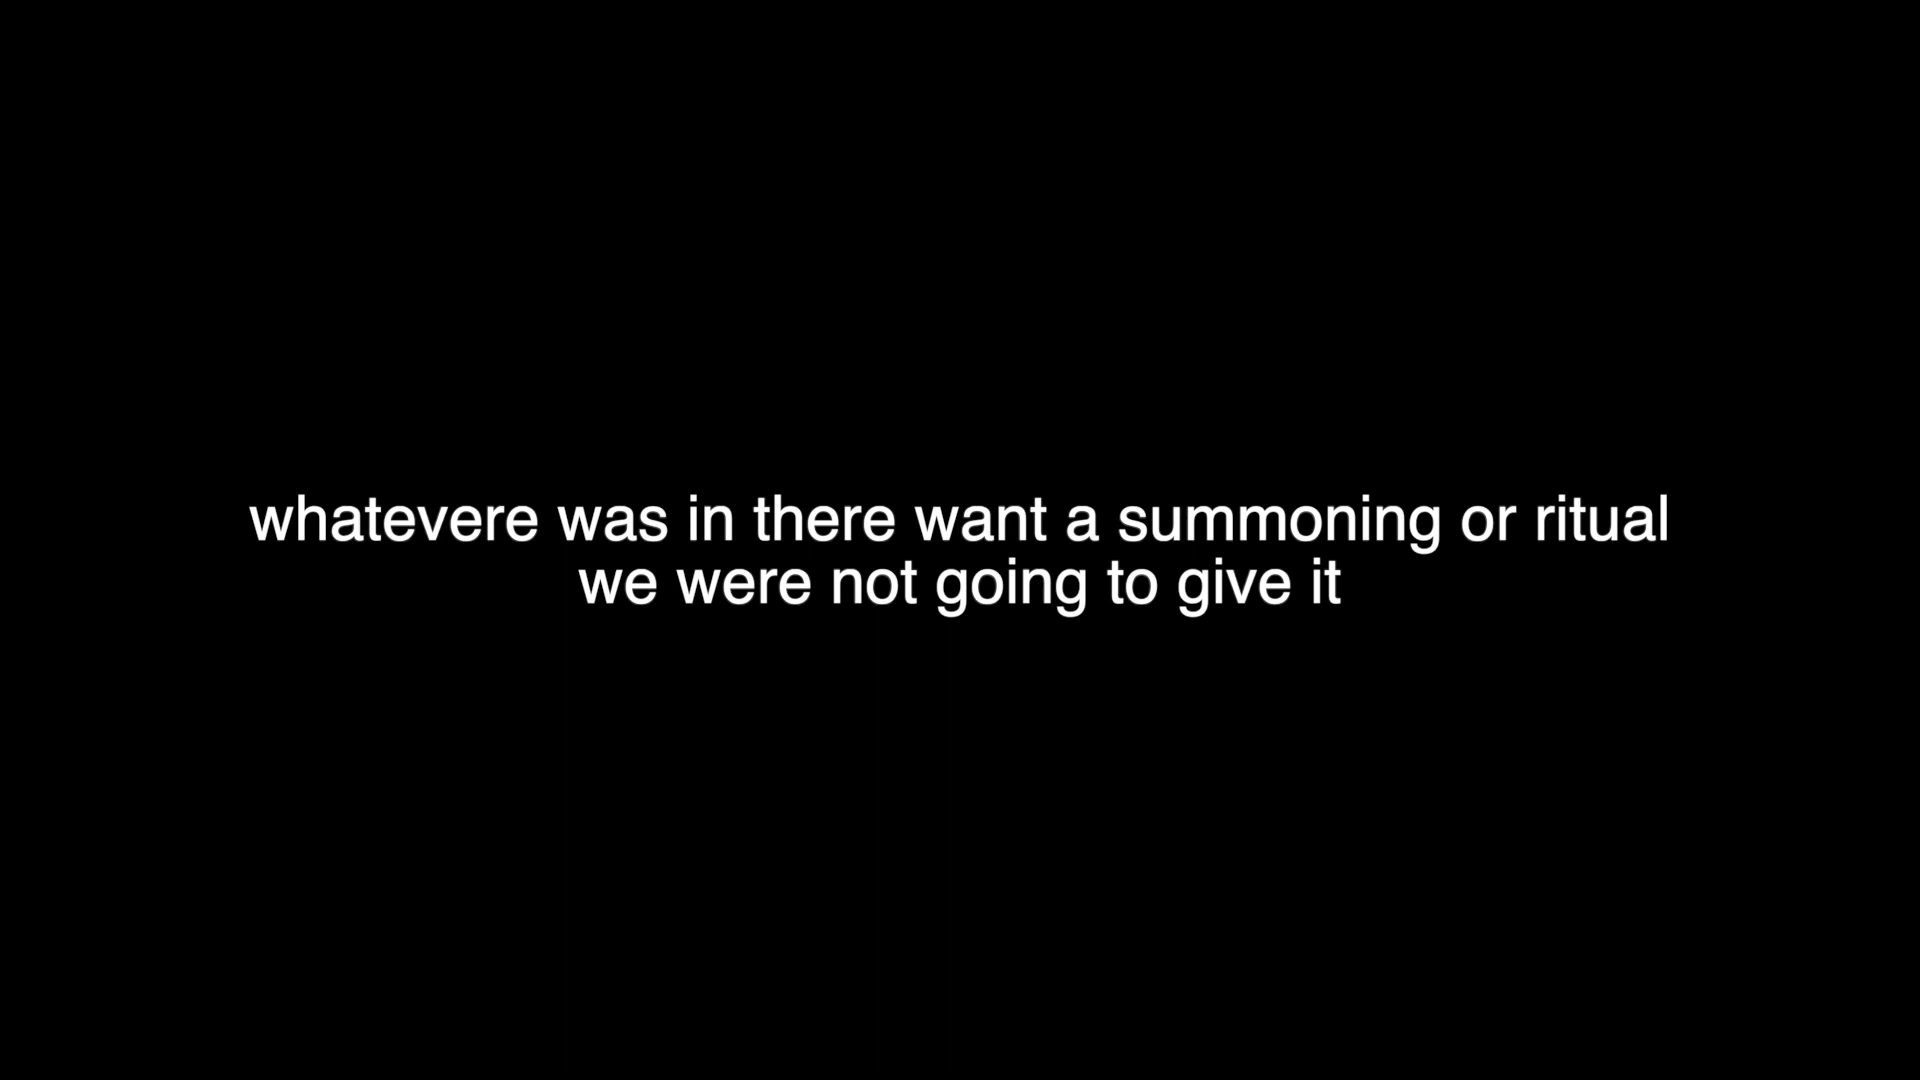 whatevere was in there want a summoning or ritual
we were not going to give it